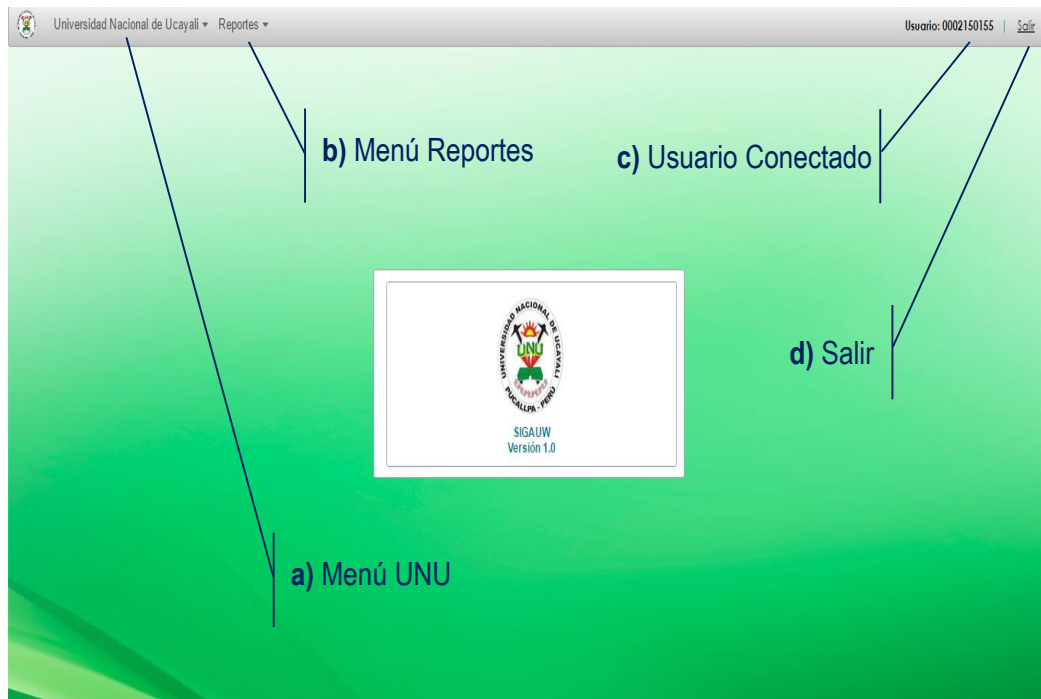 Universidad Nacional de Ucayali Reportes Usuario: 0002150155 | Salir
b) Menú Reportes
c) Usuario Conectado
UNIVERSIDAD NACIONAL DE UCAYALI
UNU
PUCALLPA - PERÚ
SIGAUW
Versión 1.0
d) Salir
a) Menú UNU